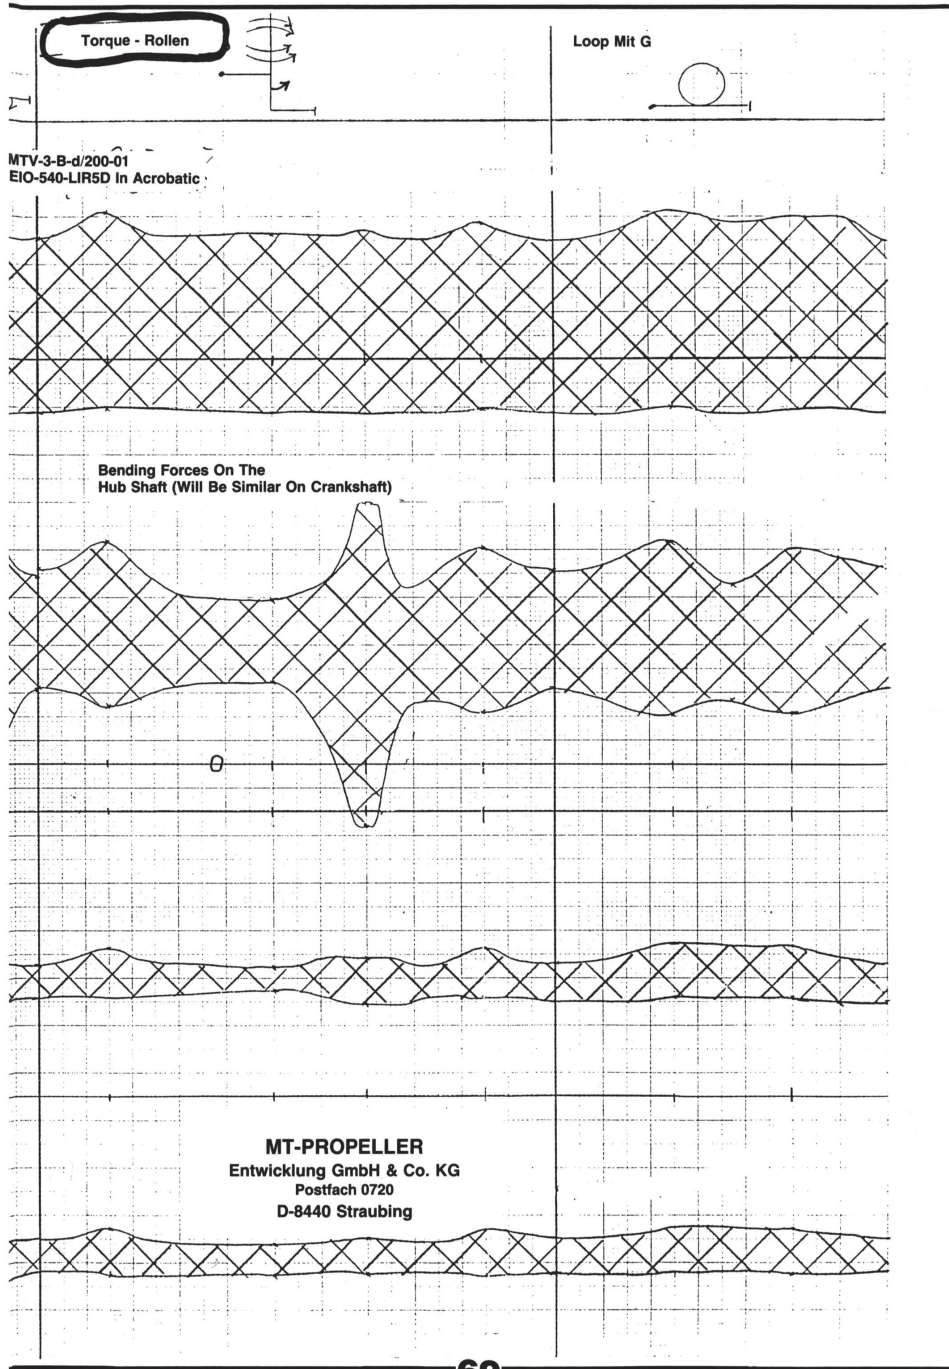 Torque - Rollen
Loop Mit G
MTV-3-B-d/200-01
EIO-540-LIR5D In Acrobatic
Bending Forces On The
Hub Shaft (Will Be Similar On Crankshaft)
0
MT-PROPELLER
Entwicklung GmbH & Co. KG
Postfach 0720
D-8440 Straubing